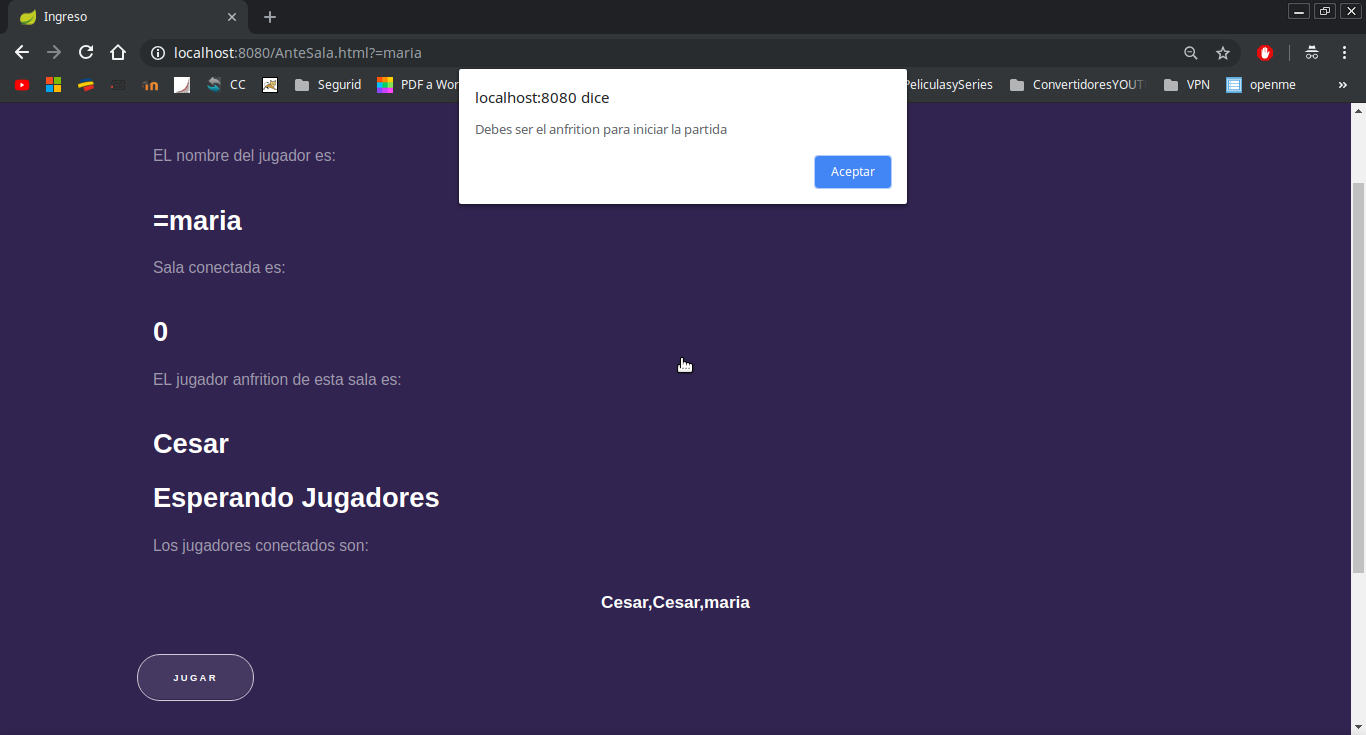 Ingreso
localhost:8080/AnteSala.html?=maria
CC Segurid PDF a Wor PeliculasySeries ConvertidoresYOUT VPN openme »
localhost:8080 dice
Debes ser el anfrition para iniciar la partida
Aceptar
EL nombre del jugador es:
=maria
Sala conectada es:
0
EL jugador anfrition de esta sala es:
Cesar
Esperando Jugadores
Los jugadores conectados son:
Cesar,Cesar,maria
JUGAR